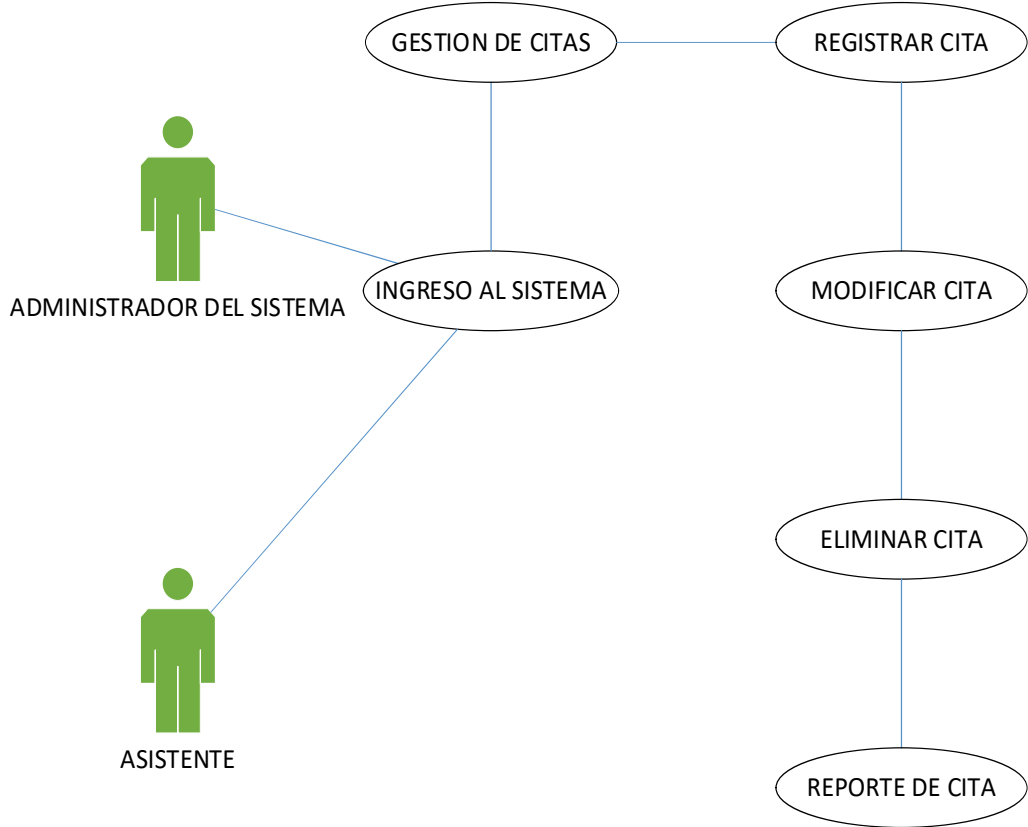 GESTION DE CITAS
REGISTRAR CITA
ADMINISTRADOR DEL SISTEMA
INGRESO AL SISTEMA
MODIFICAR CITA
ELIMINAR CITA
ASISTENTE
REPORTE DE CITA